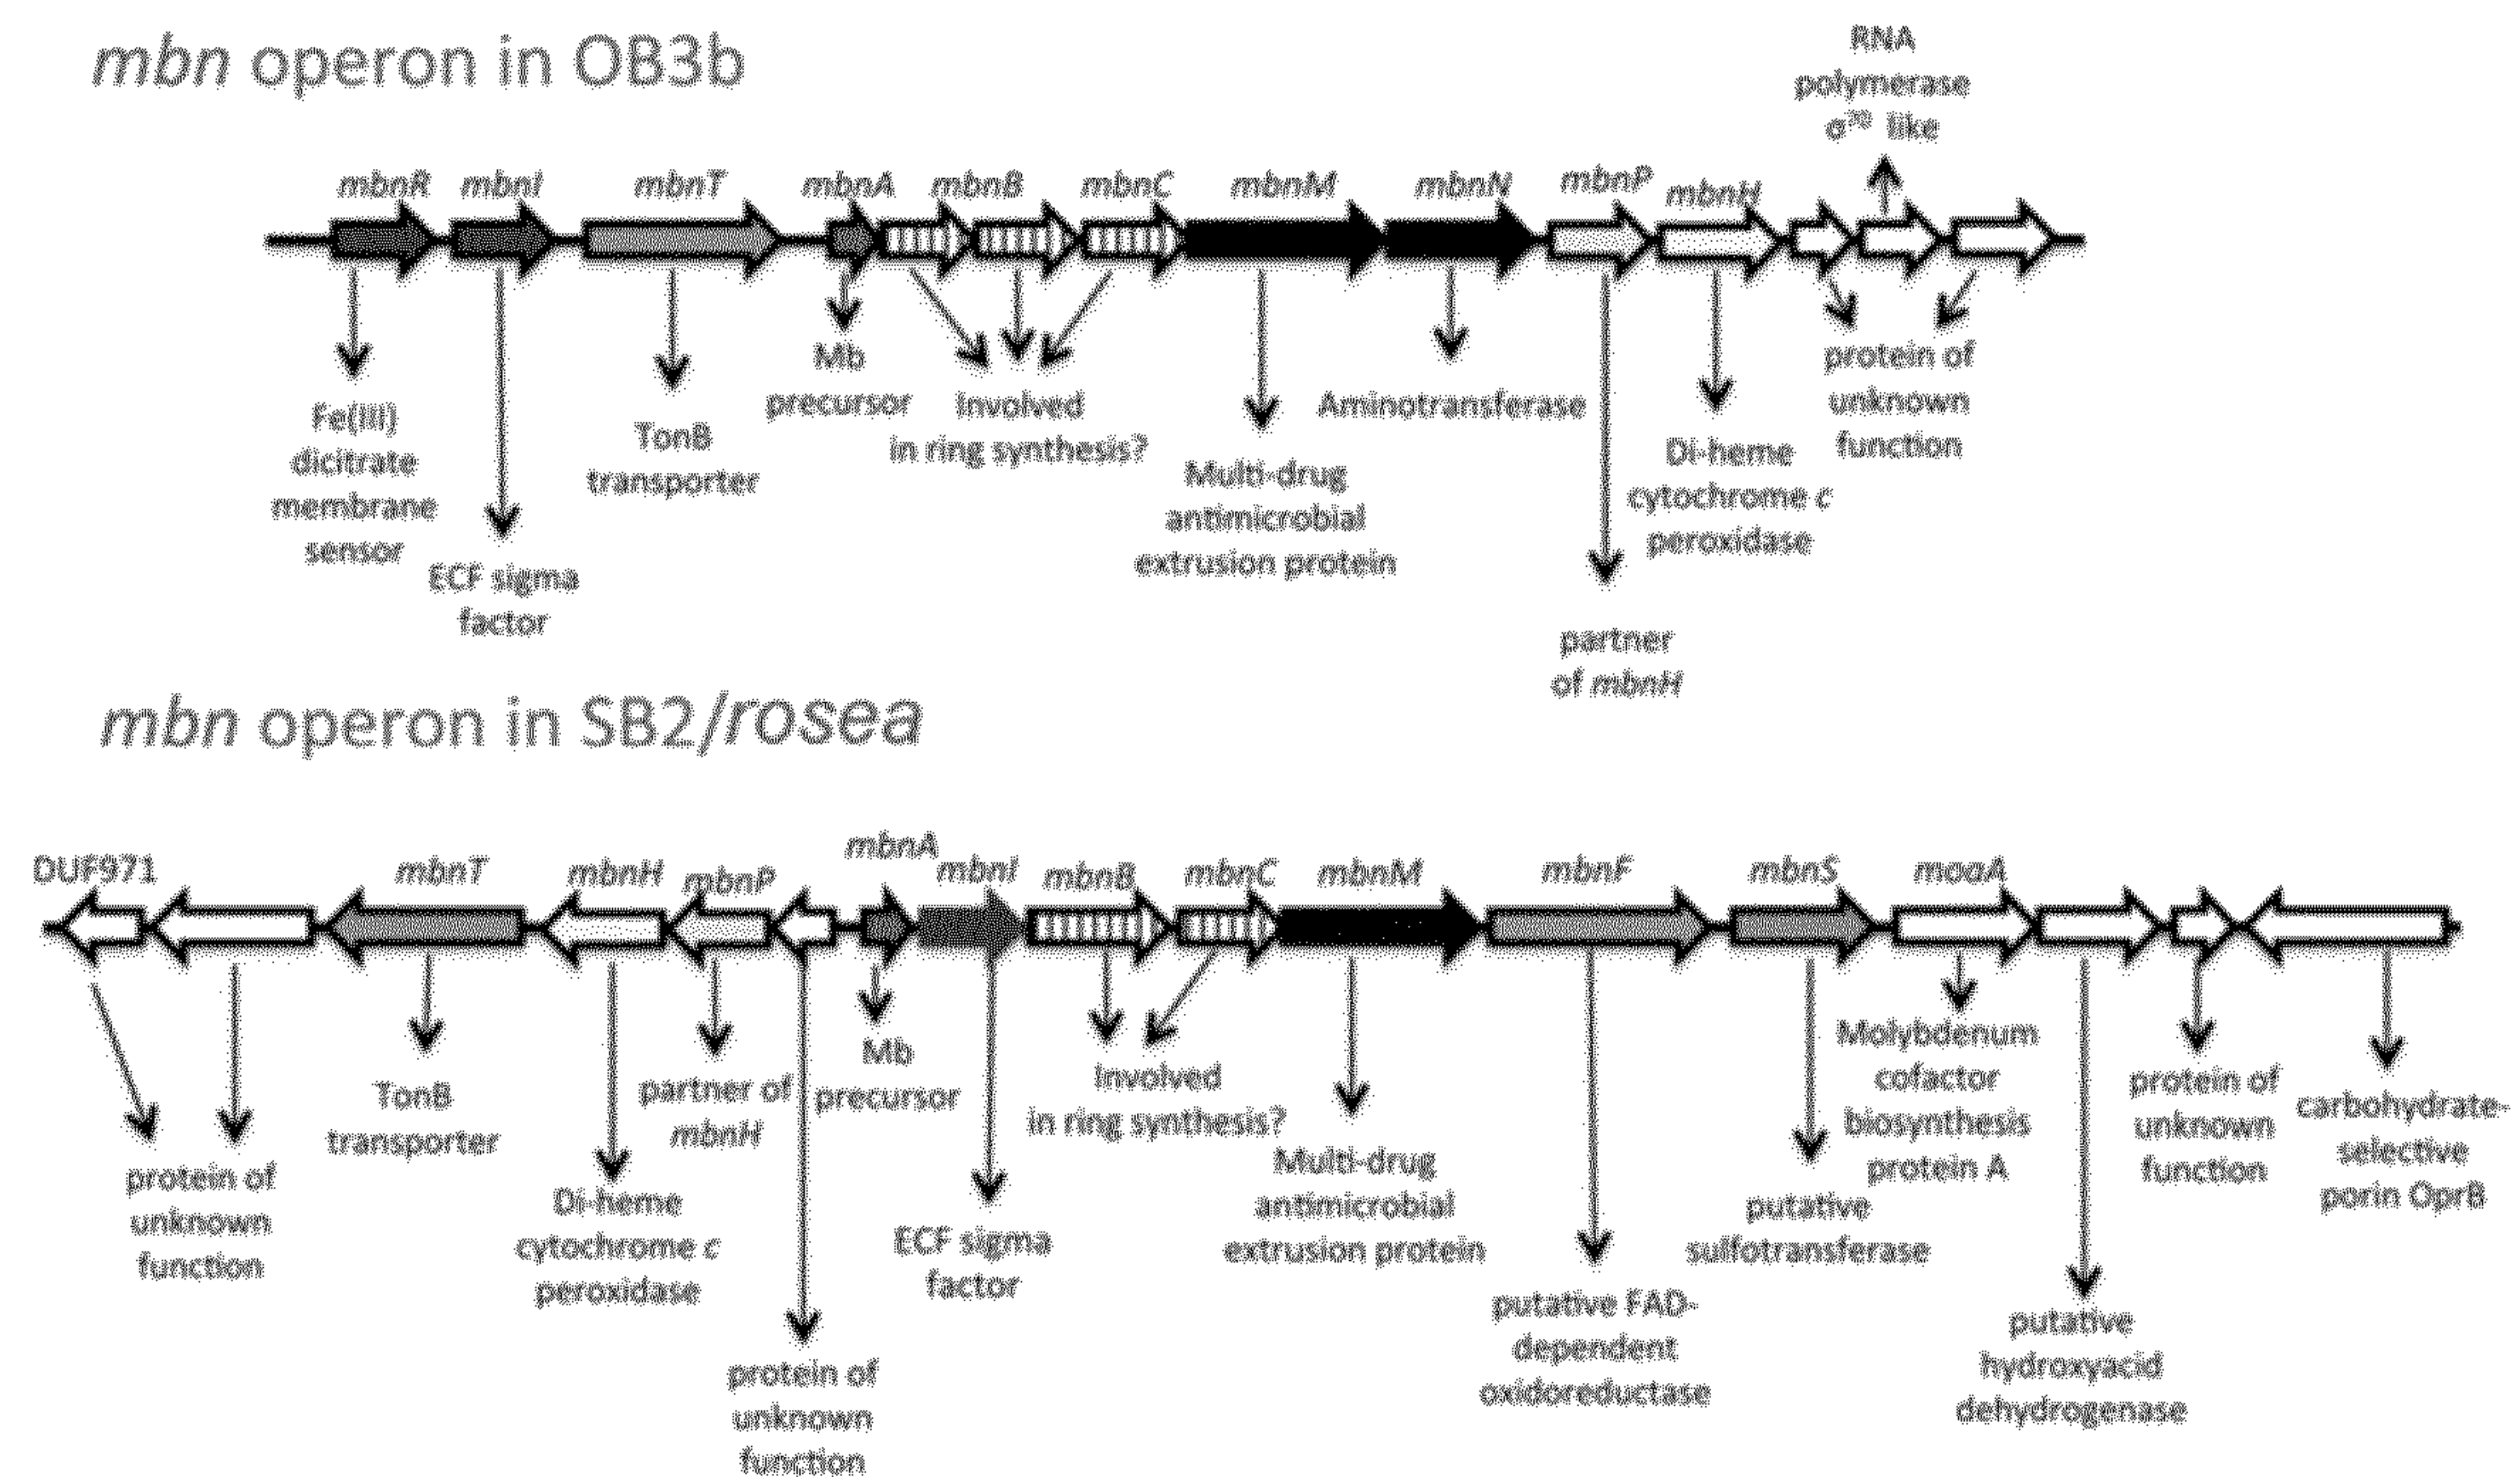 mbn operon in OB3b
RNA
polymerase
σ⁷⁰ like
mbnR mbnI mbnT mbnA mbnB mbnC mbnM mbnN mbnP mbnH
Fe(III)
dicitrate
membrane
sensor
ECF sigma
factor
TonB
transporter
Mb
precursor
Involved
in ring synthesis?
Multi-drug
antimicrobial
extrusion protein
Aminotransferase
partner
of mbnH
Di-heme
cytochrome c
peroxidase
protein of
unknown
function
mbn operon in SB2/rosea
DUF971 mbnT mbnH mbnP mbnA mbnI mbnB mbnC mbnM mbnF mbnS moaA
protein of
unknown
function
TonB
transporter
Di-heme
cytochrome c
peroxidase
partner of
mbnH
protein of
unknown
function
Mb
precursor
ECF sigma
factor
Involved
in ring synthesis?
Multi-drug
antimicrobial
extrusion protein
putative FAD-
dependent
oxidoreductase
putative
sulfotransferase
Molybdenum
cofactor
biosynthesis
protein A
putative
hydroxyacid
dehydrogenase
protein of
unknown
function
carbohydrate-
selective
porin OprB